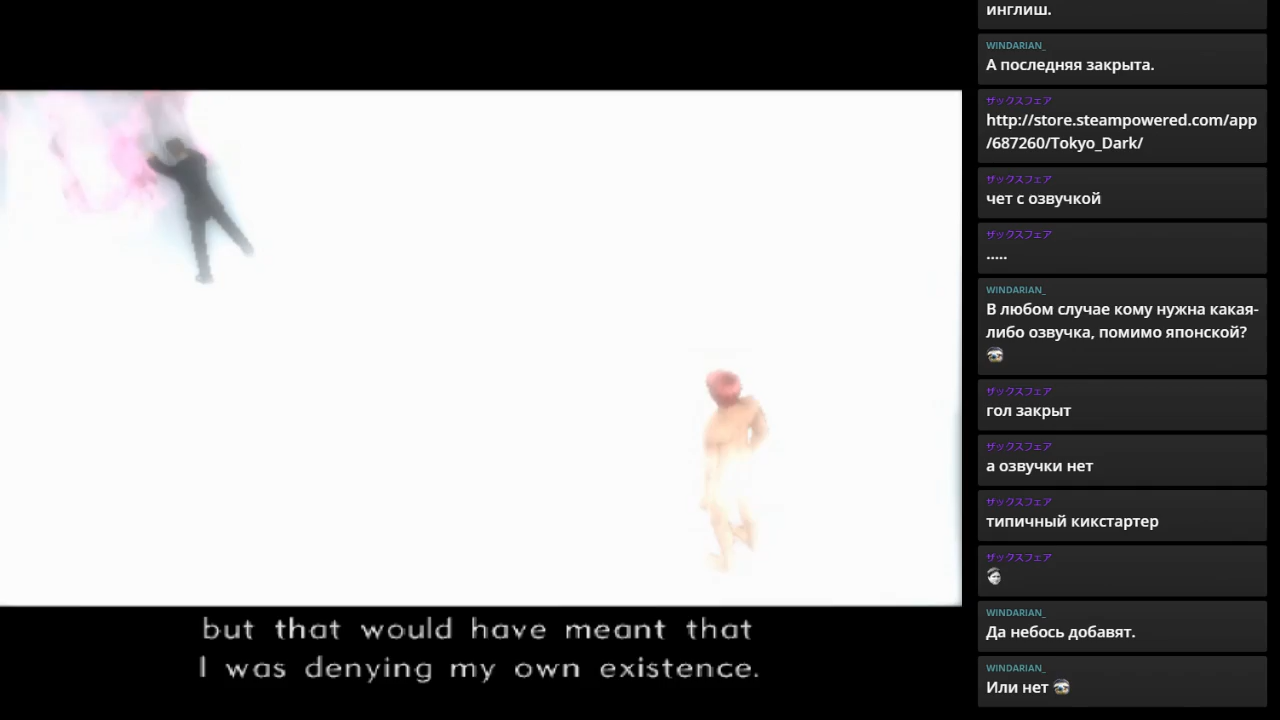 but that would have meant that
I was denying my own existence.
инглиш.
WINDARIAN_
А последняя закрыта.
ザックスフェア
http://store.steampowered.com/app
/687260/Tokyo_Dark/
ザックスフェア
чет с озвучкой
ザックスフェア
.....
WINDARIAN_
В любом случае кому нужна какая-
либо озвучка, помимо японской?
ザックスフェア
гол закрыт
ザックスフェア
а озвучки нет
ザックスフェア
типичный кикстартер
ザックスフェア
WINDARIAN_
Да небось добавят.
WINDARIAN_
Или нет